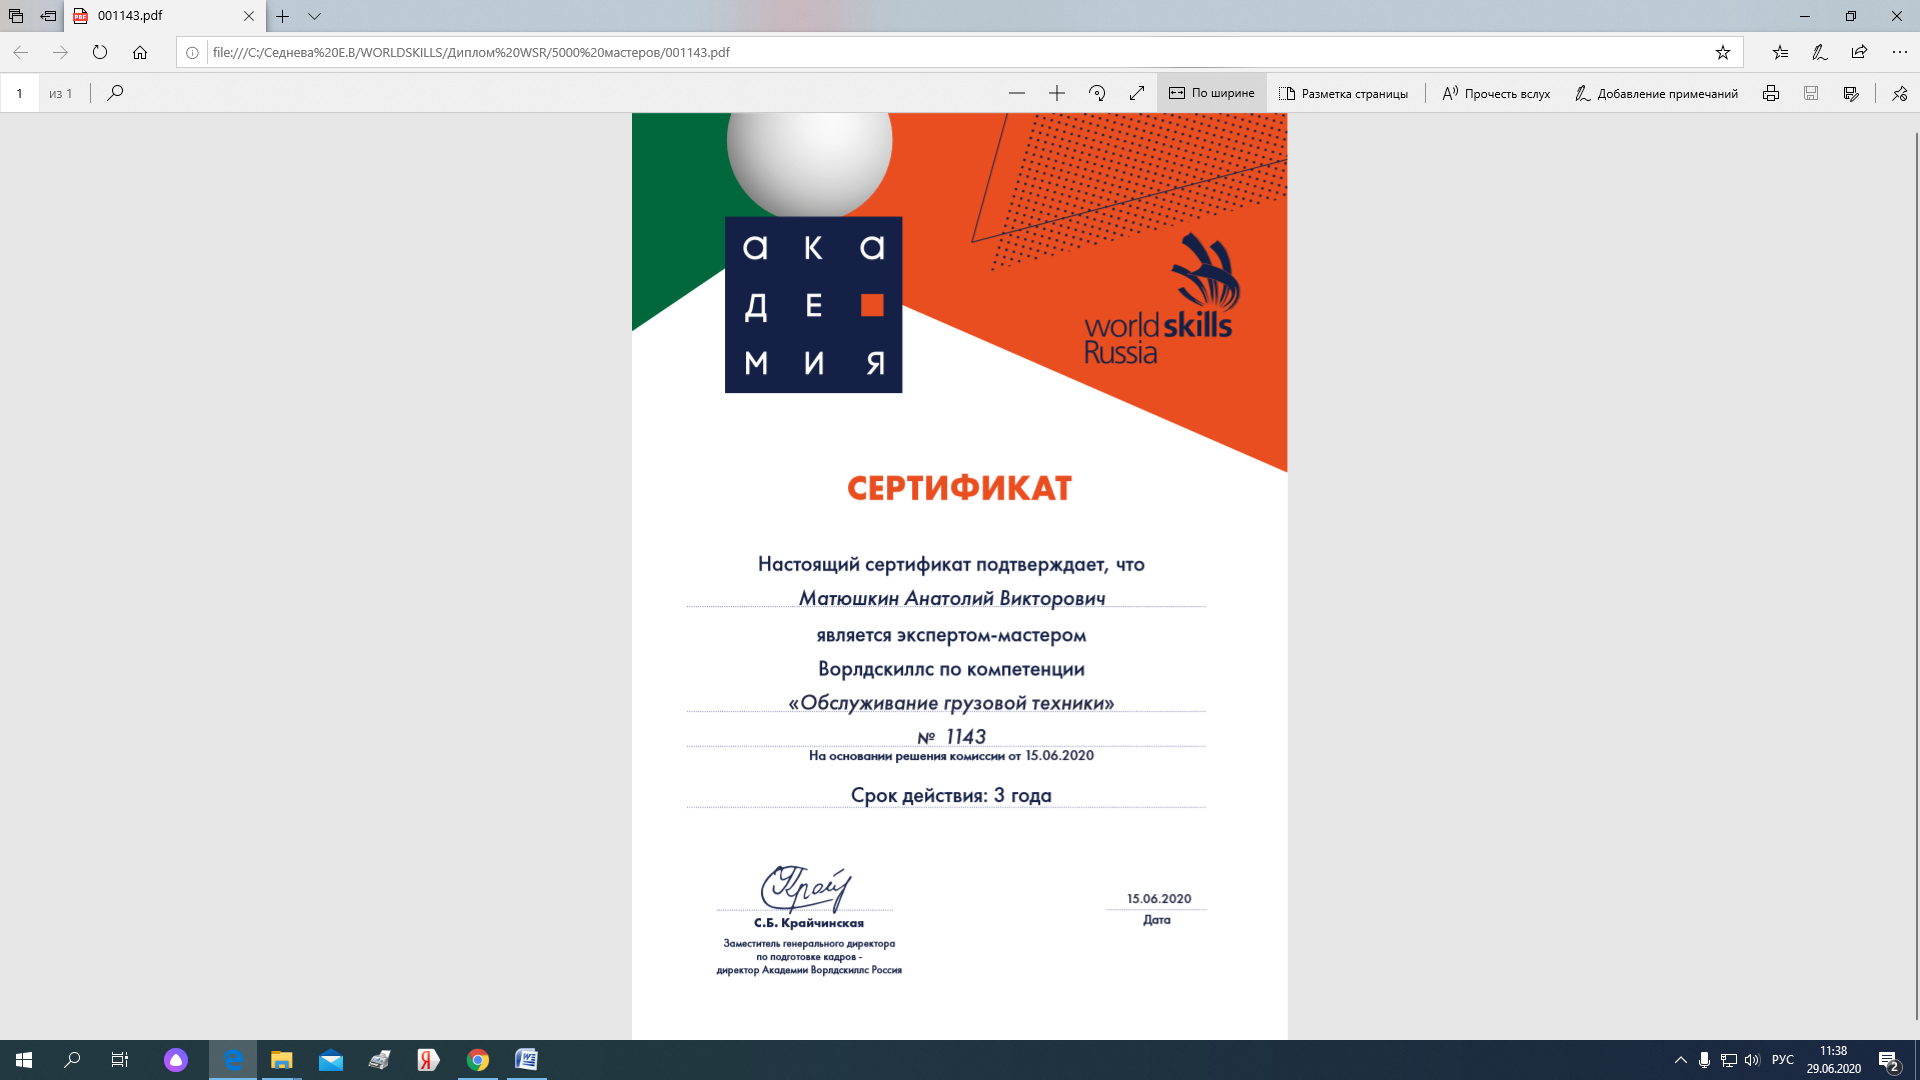 001143.pdf
file:///C:/Седнева%20Е.В/WORLDSKILLS/Диплом%20WSR/5000%20мастеров/001143.pdf
1 из 1
По ширине
Разметка страницы
Прочесть вслух
Добавление примечаний
ака
де
мия
world skills
Russia
СЕРТИФИКАТ
Настоящий сертификат подтверждает, что
Матюшкин Анатолий Викторович
является экспертом-мастером
Ворлдскиллс по компетенции
«Обслуживание грузовой техники»
№ 1143
На основании решения комиссии от 15.06.2020
Срок действия: 3 года
С.Б. Крайчинская
Заместитель генерального директора
по подготовке кадров -
директор Академии Ворлдскиллс Россия
15.06.2020
Дата
РУС
11:38
29.06.2020
2